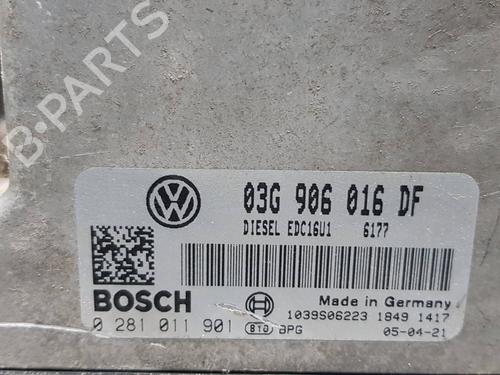 B-PARTS
03G 906 016 DF
DIESEL EDC16U1 6177
BOSCH
Made in Germany
1039S06223 1849 1417
0 281 011 901 BPG 05-04-21